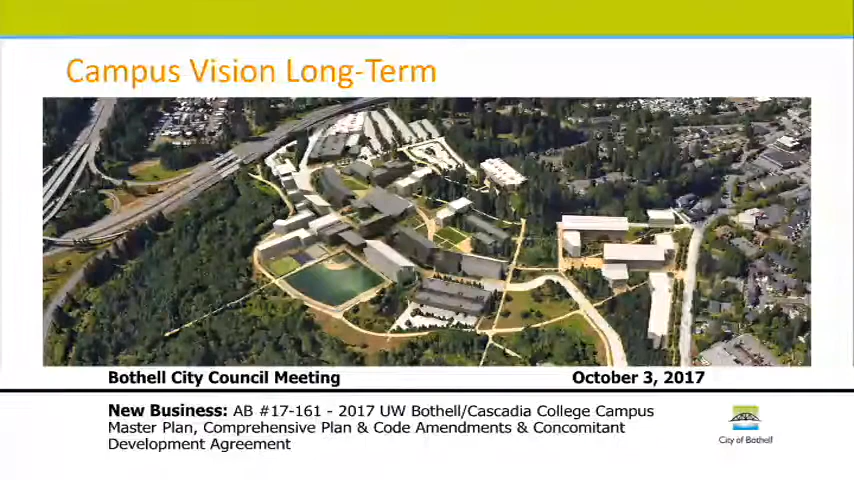 Campus Vision Long-Term
Bothell City Council Meeting
October 3, 2017
New Business: AB #17-161 - 2017 UW Bothell/Cascadia College Campus
Master Plan, Comprehensive Plan & Code Amendments & Concomitant
Development Agreement
City of Bothell